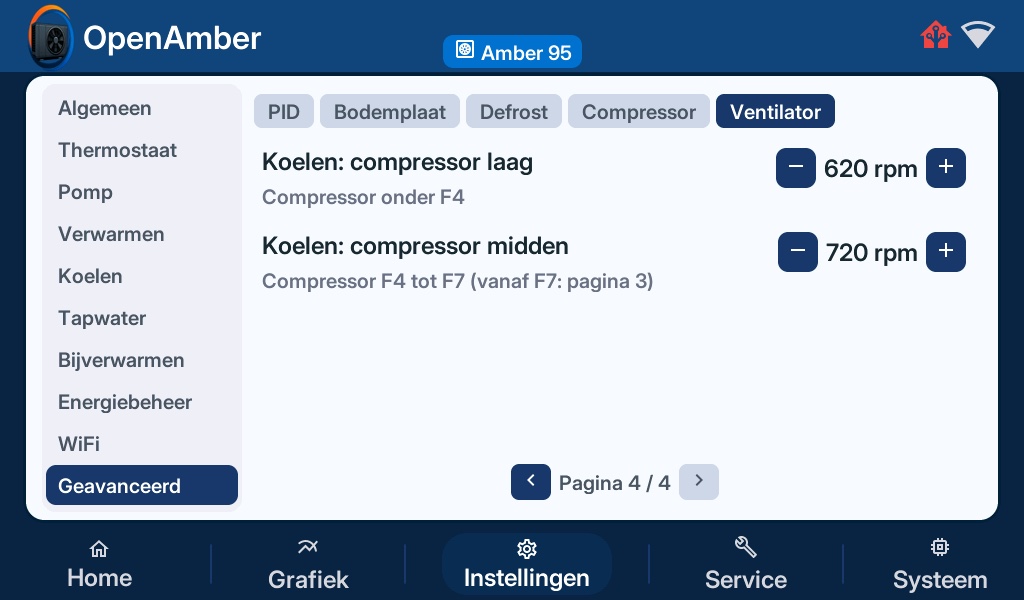 OpenAmber
Amber 95
Algemeen
Thermostaat
Pomp
Verwarmen
Koelen
Tapwater
Bijverwarmen
Energiebeheer
WiFi
Geavanceerd
PID Bodemplaat Defrost Compressor Ventilator
Koelen: compressor laag
Compressor onder F4
− 620 rpm +
Koelen: compressor midden
Compressor F4 tot F7 (vanaf F7: pagina 3)
− 720 rpm +
Pagina 4 / 4
Home Grafiek Instellingen Service Systeem